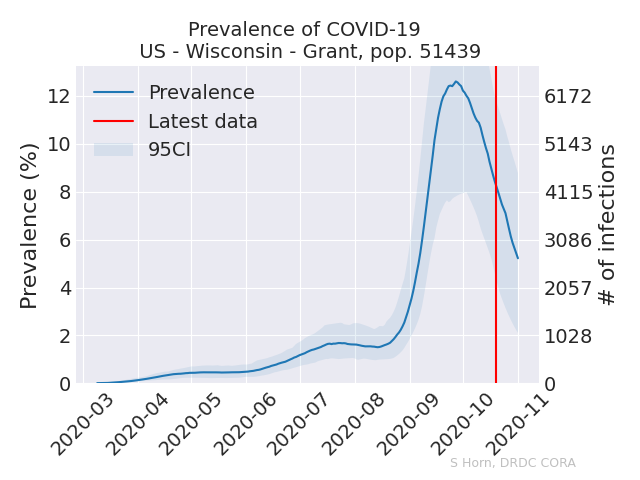 Prevalence of COVID-19
US - Wisconsin - Grant, pop. 51439
Prevalence
Latest data
95CI
Prevalence (%)
12
10
8
6
4
2
0
6172
5143
4115
3086
2057
1028
0
# of infections
2020-03
2020-04
2020-05
2020-06
2020-07
2020-08
2020-09
2020-10
2020-11
S Horn, DRDC CORA